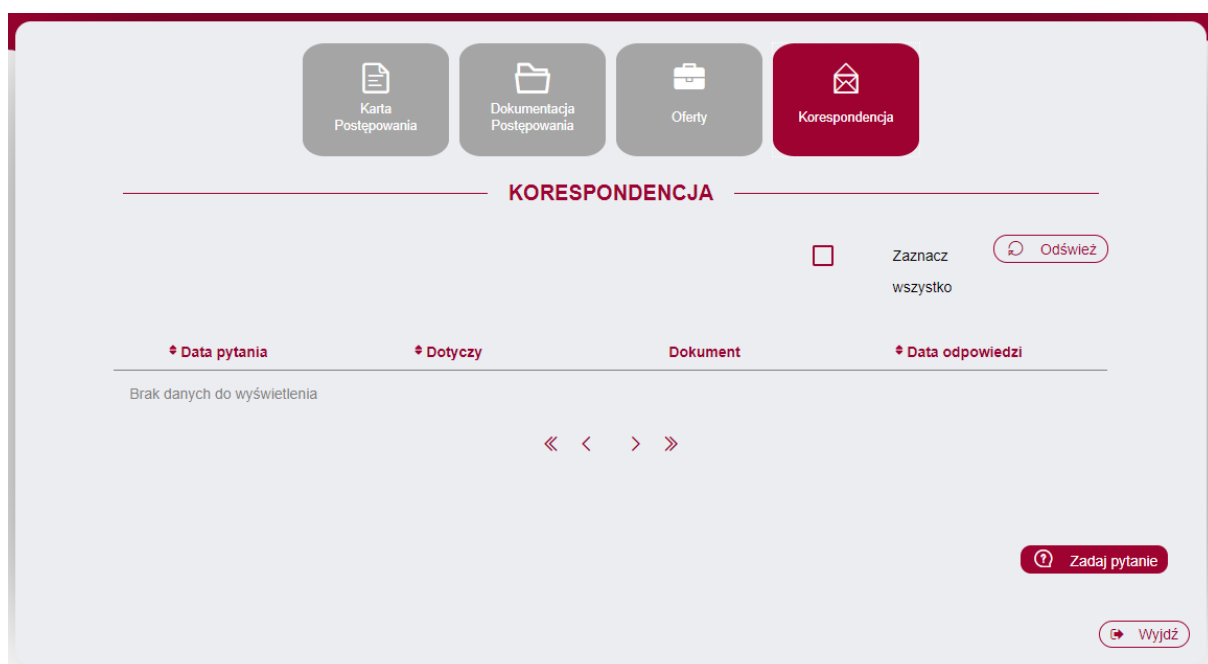 Karta
Postępowania
Dokumentacja
Postępowania
Oferty
Korespondencja
KORESPONDENCJA
Zaznacz
wszystko
Odśwież
Data pytania
Dotyczy
Dokument
Data odpowiedzi
Brak danych do wyświetlenia
Zadaj pytanie
Wyjdź